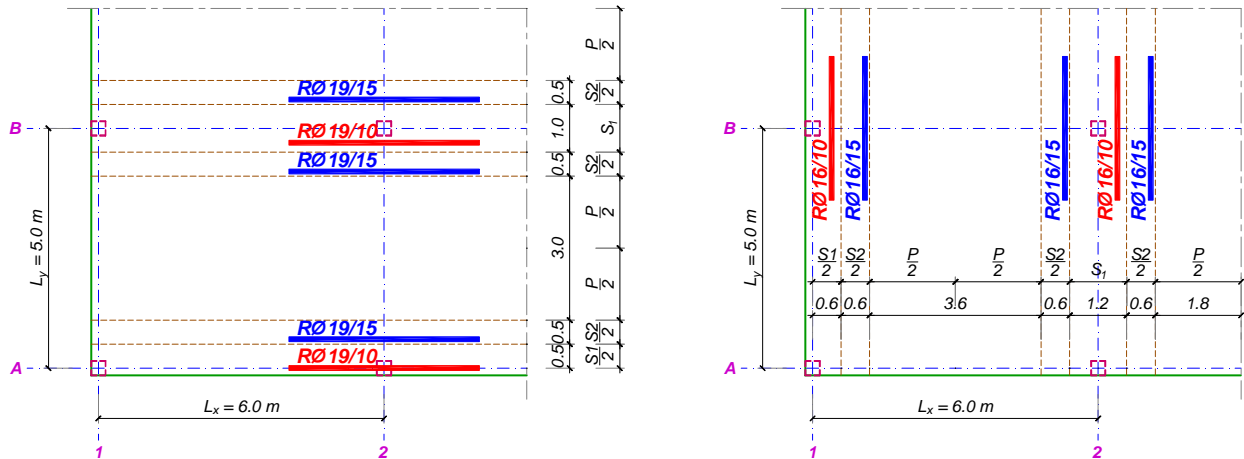 RØ19/15
RØ19/10
RØ19/15
RØ19/15
RØ19/10
B
A
L_y = 5.0 m
L_x = 6.0 m
1
2
0.5
1.0
0.5
3.0
0.5
0.5
P/2
S2/2
S_1
S2/2
P/2
P/2
S2/2
S1/2
RØ16/10
RØ16/15
RØ16/15
RØ16/10
RØ16/15
B
A
L_y = 5.0 m
S1/2 S2/2 P/2 P/2 S2/2 S_1 S2/2 P/2
0.6 0.6 3.6 0.6 1.2 0.6 1.8
L_x = 6.0 m
1
2